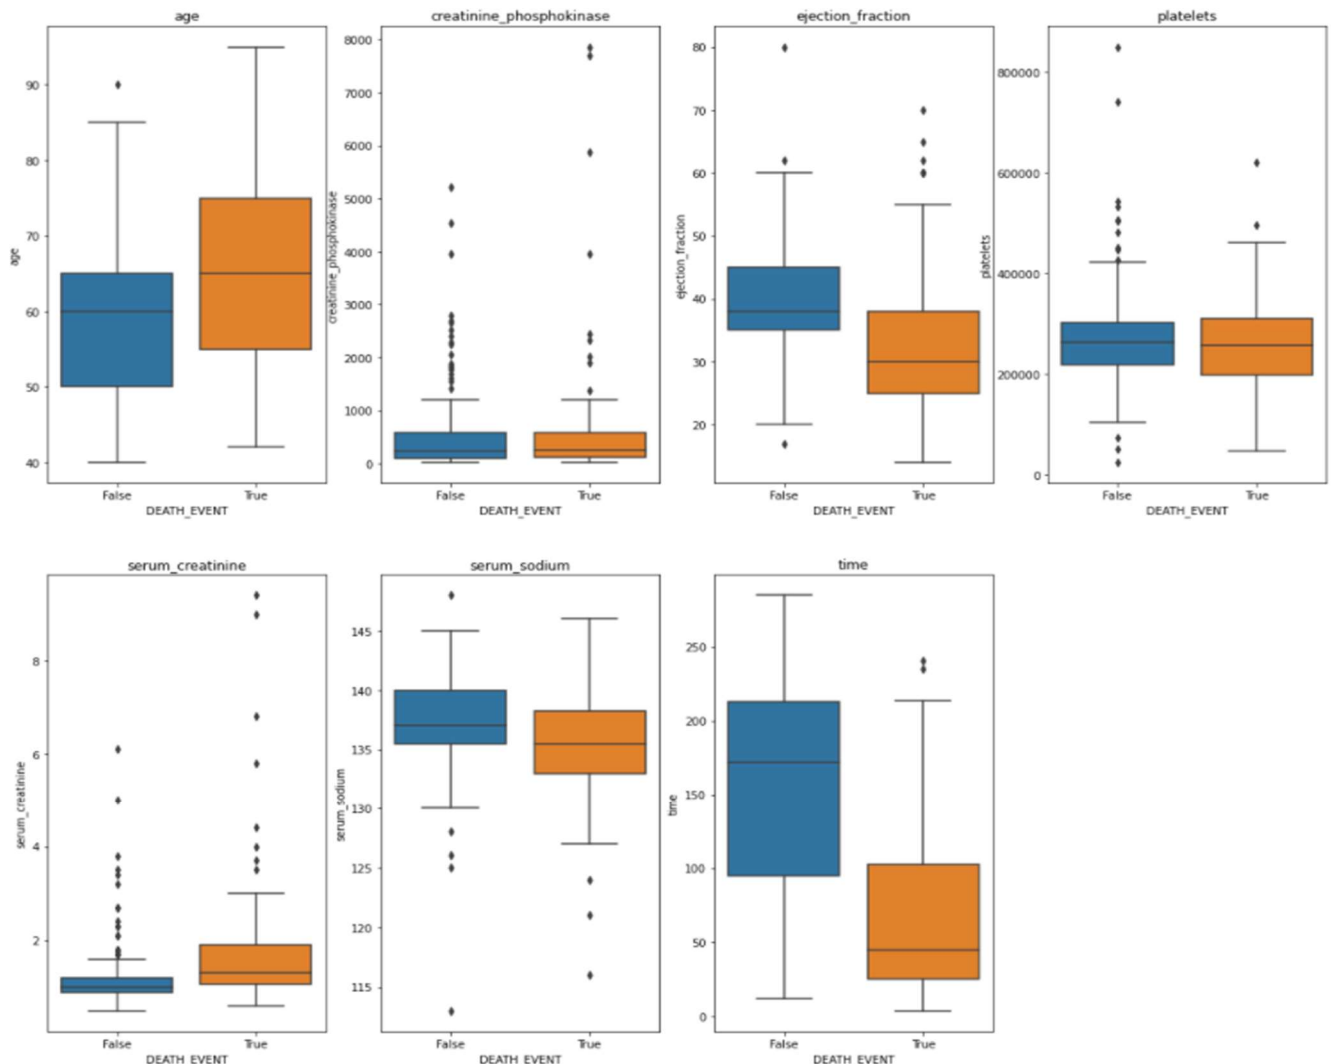 age
creatinine_phosphokinase
ejection_fraction
platelets
90
80
70
60
50
40
age
False
True
DEATH_EVENT
8000
7000
6000
5000
4000
3000
2000
1000
0
creatinine_phosphokinase
False
True
DEATH_EVENT
80
70
60
50
40
30
20
ejection_fraction
False
True
DEATH_EVENT
800000
600000
400000
200000
0
platelets
False
True
DEATH_EVENT
serum_creatinine
serum_sodium
time
8
6
4
2
serum_creatinine
False
True
DEATH_EVENT
145
140
135
130
125
120
115
serum_sodium
False
True
DEATH_EVENT
250
200
150
100
50
0
time
False
True
DEATH_EVENT